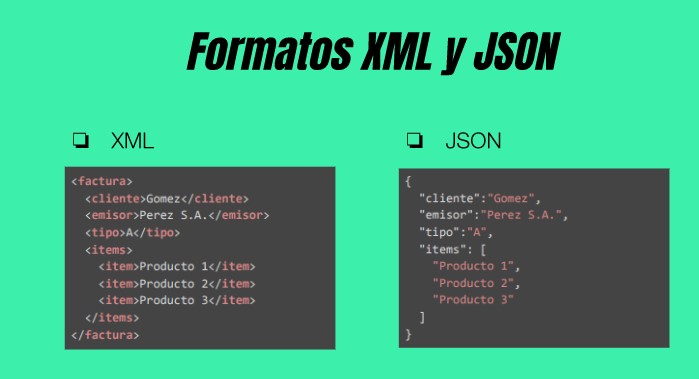 Formatos XML y JSON
❏ XML
<factura>
  <cliente>Gomez</cliente>
  <emisor>Perez S.A.</emisor>
  <tipo>A</tipo>
  <items>
    <item>Producto 1</item>
    <item>Producto 2</item>
    <item>Producto 3</item>
  </items>
</factura>
❏ JSON
{
  "cliente":"Gomez",
  "emisor":"Perez S.A.",
  "tipo":"A",
  "items": [
    "Producto 1",
    "Producto 2",
    "Producto 3"
  ]
}